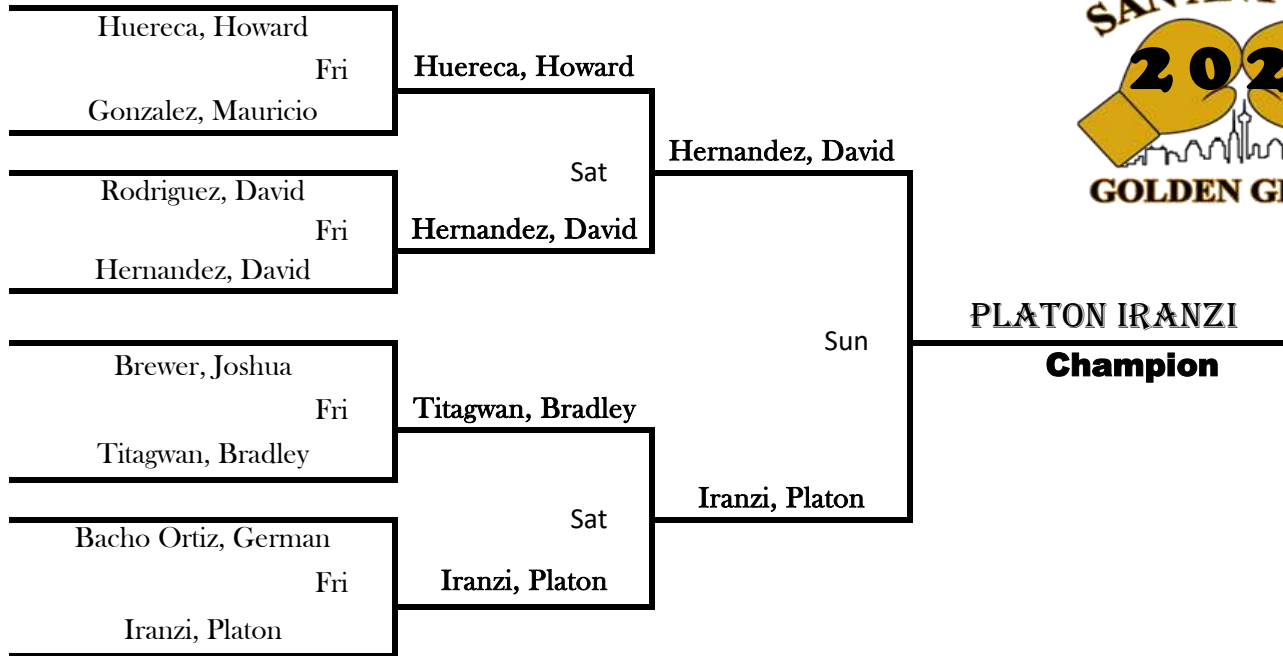 Huereca, Howard
Fri
Gonzalez, Mauricio
Rodriguez, David
Fri
Hernandez, David
Brewer, Joshua
Fri
Titagwan, Bradley
Bacho Ortiz, German
Fri
Iranzi, Platon
Huereca, Howard
Sat
Hernandez, David
Titagwan, Bradley
Sat
Iranzi, Platon
Hernandez, David
Sun
Iranzi, Platon
PLATON IRANZI
Champion
GOLDEN